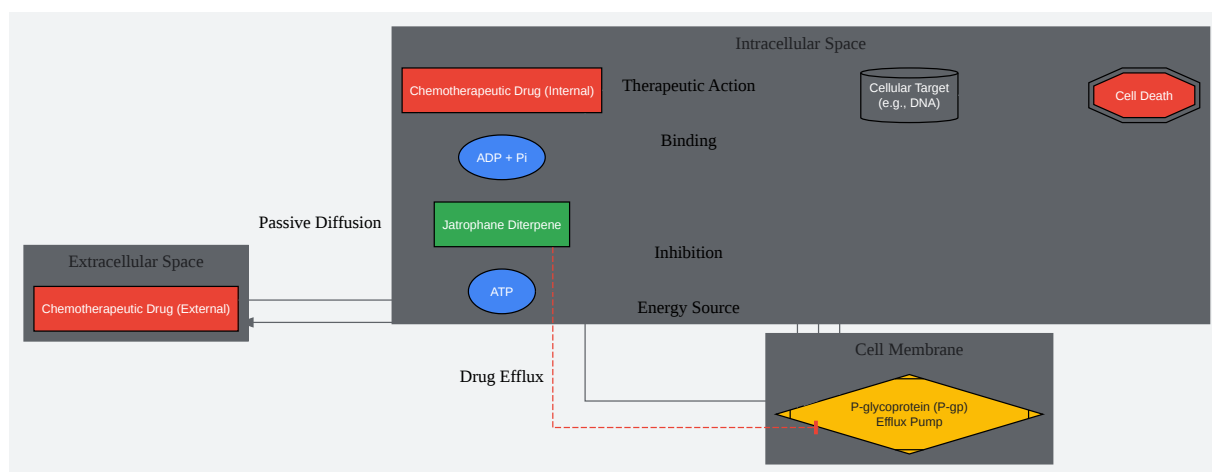 Intracellular Space
Chemotherapeutic Drug (Internal)
Therapeutic Action
Cellular Target
(e.g., DNA)
Cell Death
Binding
ADP + Pi
Passive Diffusion
Jatrophane Diterpene
Inhibition
Extracellular Space
Chemotherapeutic Drug (External)
ATP
Energy Source
Cell Membrane
Drug Efflux
P-glycoprotein (P-gp)
Efflux Pump